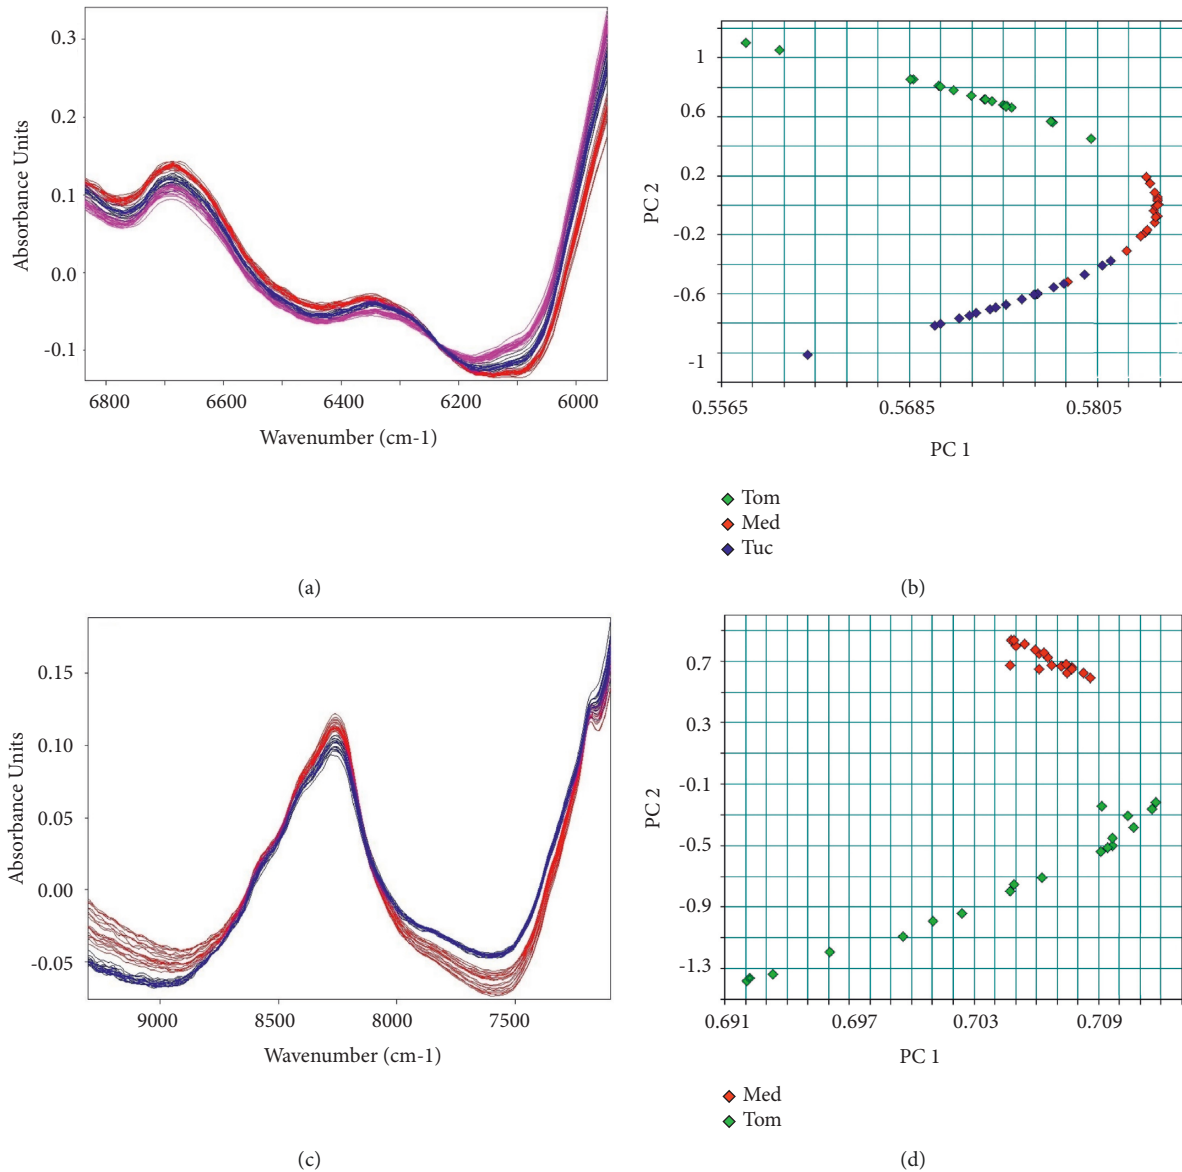 0.3
0.2
0.1
0.0
-0.1
Absorbance Units
6800 6600 6400 6200 6000
Wavenumber (cm-1)
(a)
1
0.6
0.2
-0.2
-0.6
-1
PC 2
0.5565 0.5685 0.5805
PC 1
Tom
Med
Tuc
(b)
0.15
0.10
0.05
0.00
-0.05
Absorbance Units
9000 8500 8000 7500
Wavenumber (cm-1)
(c)
0.7
0.3
-0.1
-0.5
-0.9
-1.3
PC 2
0.691 0.697 0.703 0.709
PC 1
Med
Tom
(d)